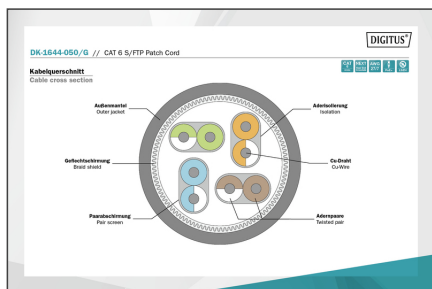 DIGITUS®
DK-1644-050/G // CAT 6 S/FTP Patch Cord
Kabelquerschnitt
Cable cross section
Außenmantel
Outer jacket
Aderisolierung
Isolation
Geflechtschirmung
Braid shield
Cu-Draht
Cu-Wire
Paarabschirmung
Pair screen
Adernpaare
Twisted pair